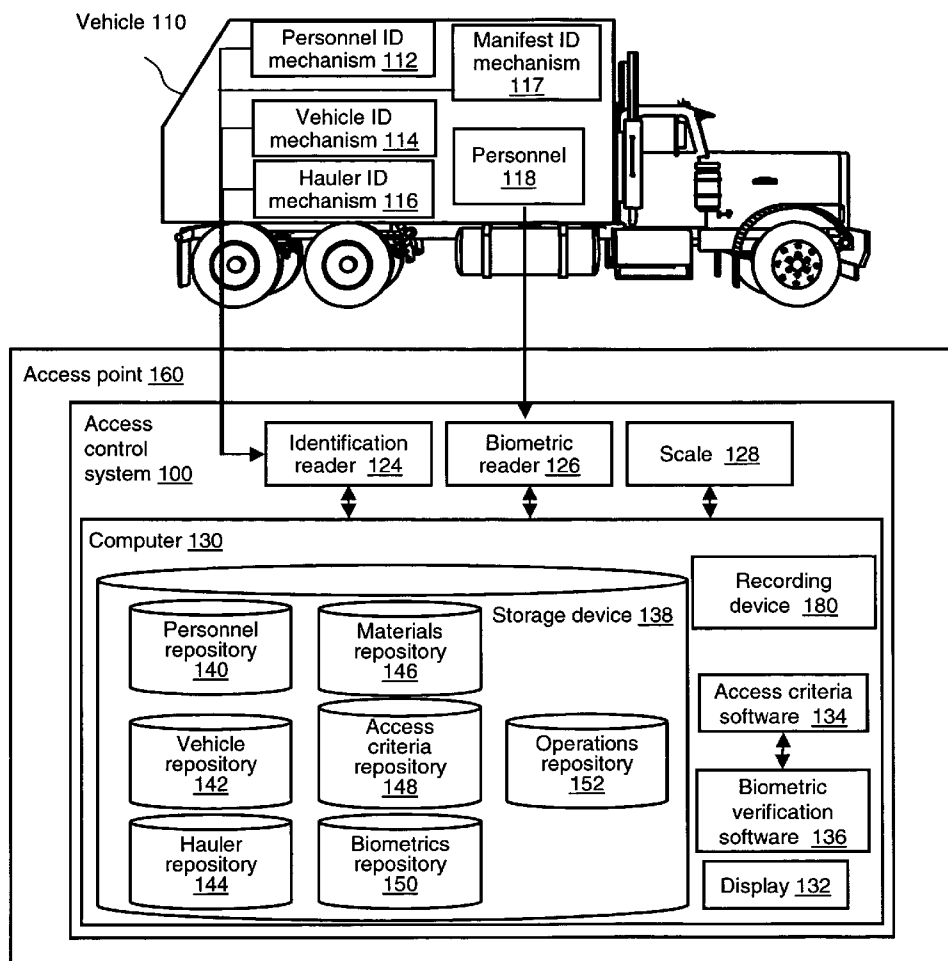 Vehicle 110
Personnel ID
mechanism 112
Manifest ID
mechanism
117
Vehicle ID
mechanism 114
Hauler ID
mechanism 116
Personnel
118
Access point 160
Access
control
system 100
Identification
reader 124
Biometric
reader 126
Scale 128
Computer 130
Storage device 138
Recording
device 180
Personnel
repository
140
Materials
repository
146
Vehicle
repository
142
Access
criteria
repository
148
Operations
repository
152
Hauler
repository
144
Biometrics
repository
150
Access criteria
software 134
Biometric
verification
software 136
Display 132